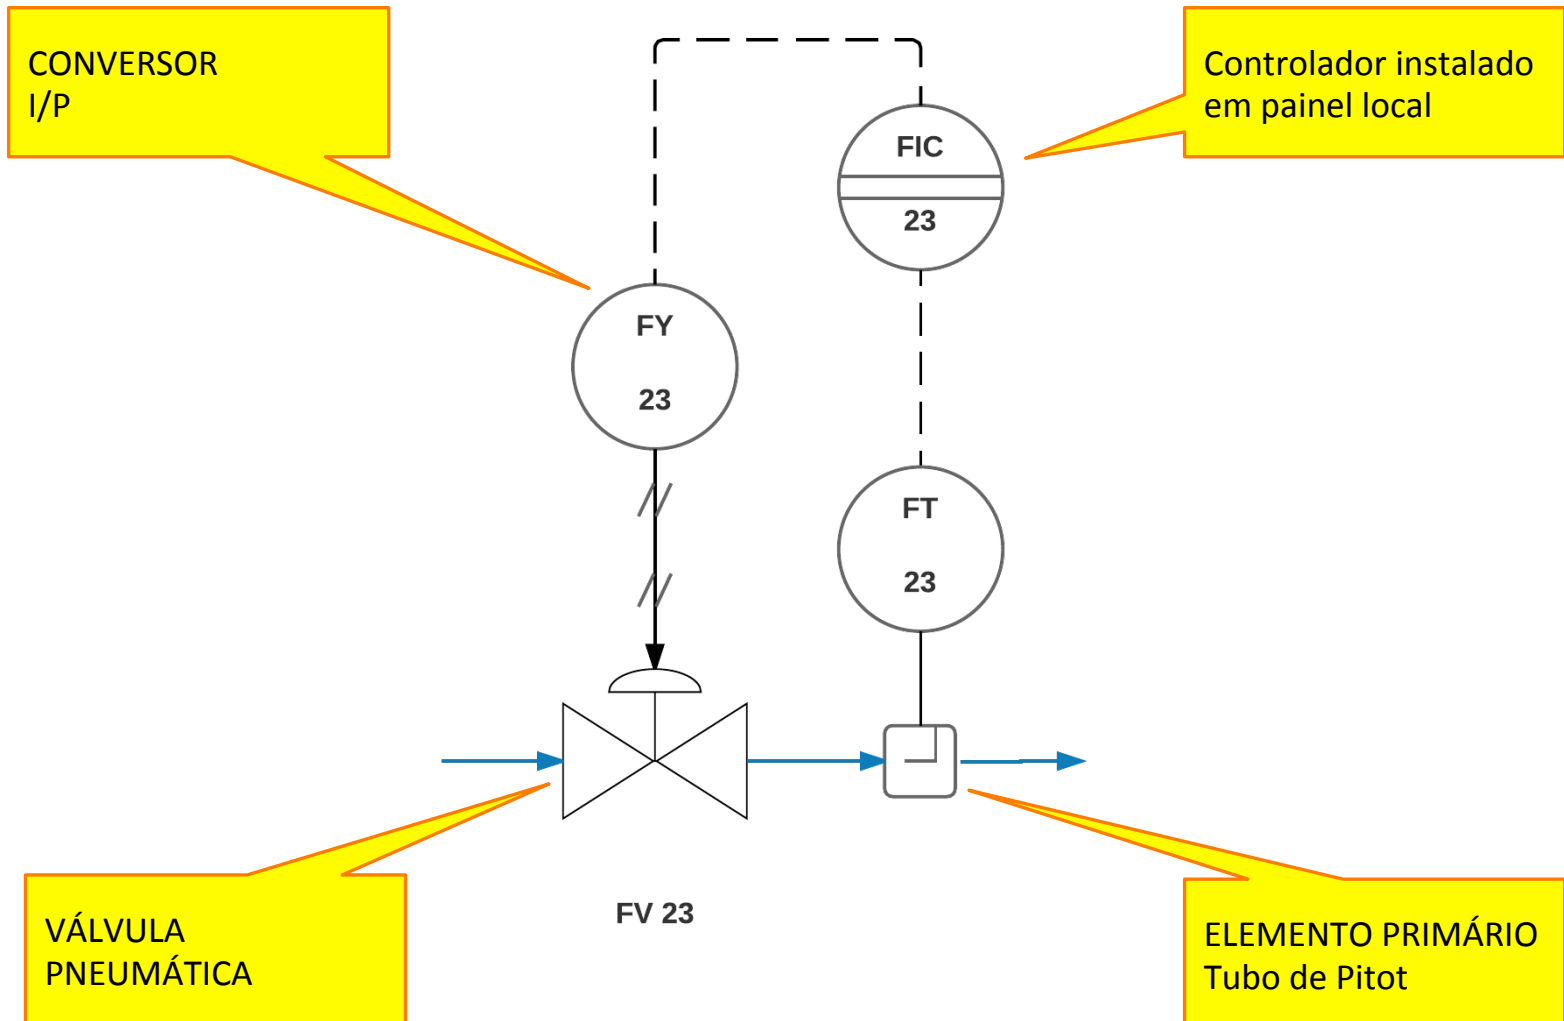 CONVERSOR
I/P
Controlador instalado
em painel local
FIC
23
FY
23
FT
23
FV 23
VÁLVULA
PNEUMÁTICA
ELEMENTO PRIMÁRIO
Tubo de Pitot